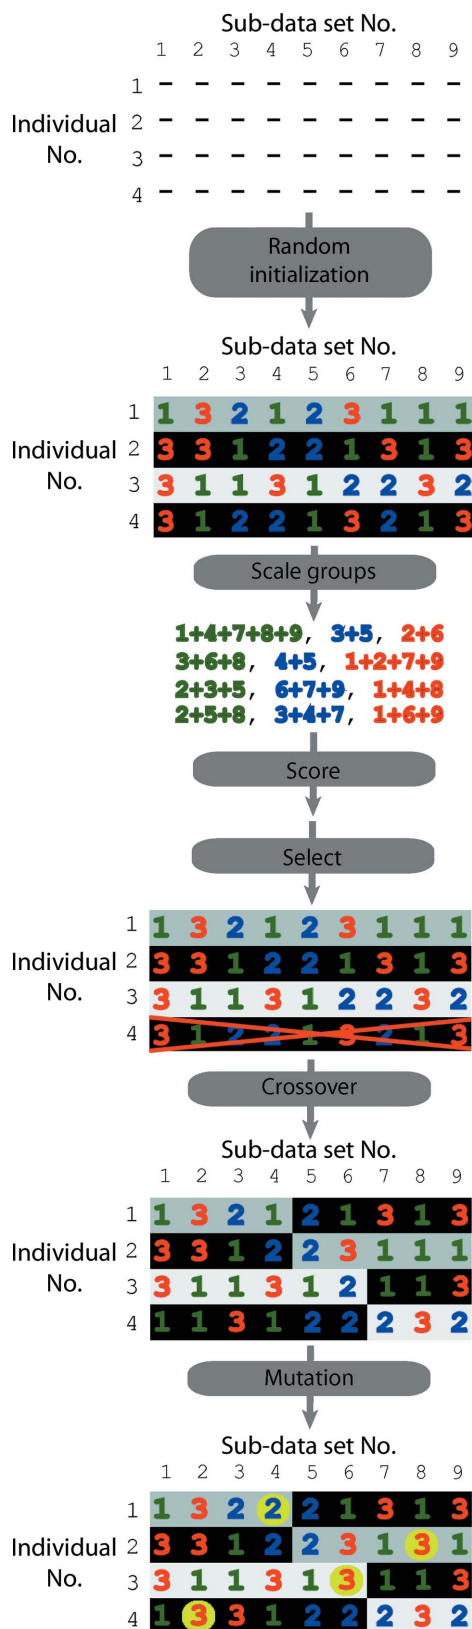 Sub-data set No.
1 2 3 4 5 6 7 8 9
1 - - - - - - - - -
Individual 2 - - - - - - - - -
No. 3 - - - - - - - - -
4 - - - - - - - - -
Random
initialization
Sub-data set No.
1 2 3 4 5 6 7 8 9
1 1 3 2 1 2 3 1 1 1
Individual 2 3 3 1 2 2 1 3 1 3
No. 3 3 1 1 3 1 2 2 3 2
4 3 1 2 2 1 3 2 1 3
Scale groups
1+4+7+8+9, 3+5, 2+6
3+6+8, 4+5, 1+2+7+9
2+3+5, 6+7+9, 1+4+8
2+5+8, 3+4+7, 1+6+9
Score
Select
1 1 3 2 1 2 3 1 1 1
Individual 2 3 3 1 2 2 1 3 1 3
No. 3 3 1 1 3 1 2 2 3 2
4 3 1 2 2 1 3 2 1 3
Crossover
Sub-data set No.
1 2 3 4 5 6 7 8 9
1 1 3 2 1 2 1 3 1 3
Individual 2 3 3 1 2 2 3 1 1 1
No. 3 3 1 1 3 1 2 1 1 3
4 1 1 3 1 2 2 2 3 2
Mutation
Sub-data set No.
1 2 3 4 5 6 7 8 9
1 1 3 2 2 2 1 3 1 3
Individual 2 3 3 1 2 2 3 1 3 1
No. 3 3 1 1 3 1 3 1 1 3
4 1 3 3 1 2 2 2 3 2